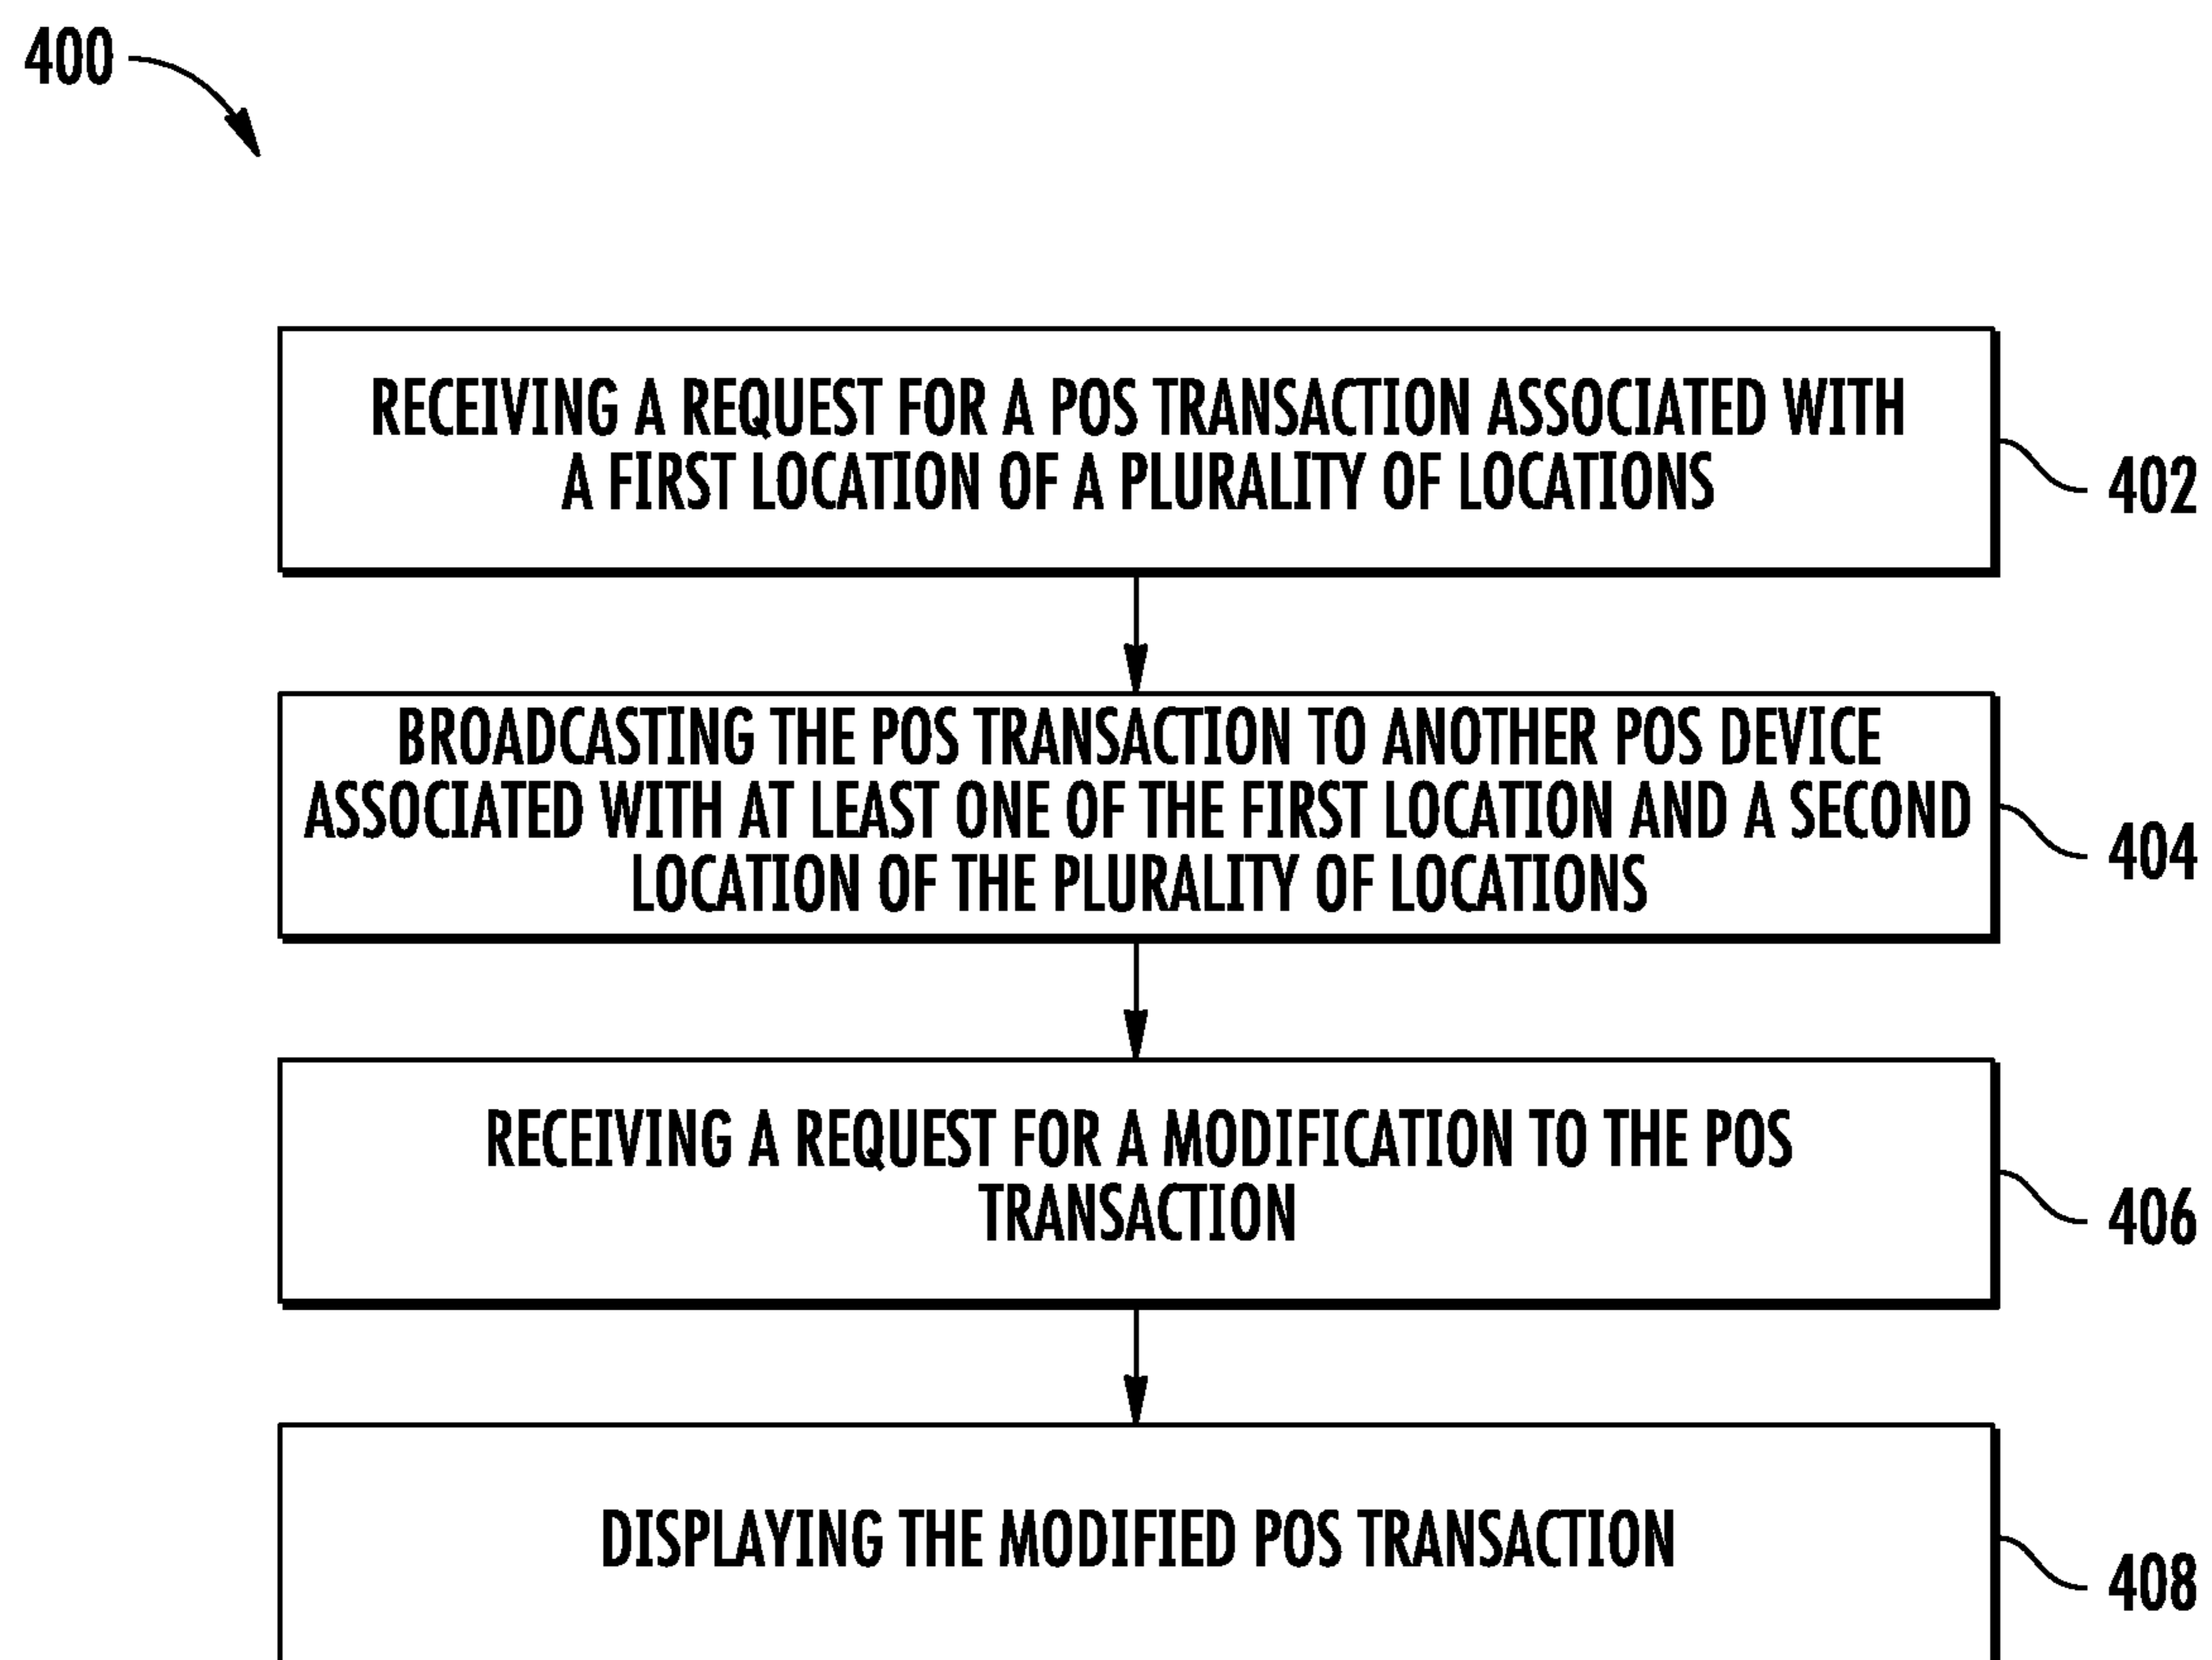 400
RECEIVING A REQUEST FOR A POS TRANSACTION ASSOCIATED WITH
A FIRST LOCATION OF A PLURALITY OF LOCATIONS
402
BROADCASTING THE POS TRANSACTION TO ANOTHER POS DEVICE
ASSOCIATED WITH AT LEAST ONE OF THE FIRST LOCATION AND A SECOND
LOCATION OF THE PLURALITY OF LOCATIONS
404
RECEIVING A REQUEST FOR A MODIFICATION TO THE POS
TRANSACTION
406
DISPLAYING THE MODIFIED POS TRANSACTION
408